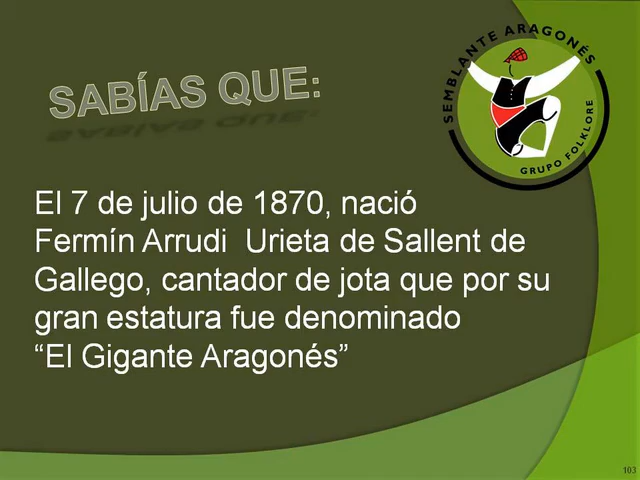 SEMBLANTE ARAGONÉS
GRUPO FOLKLORE
SABÍAS QUE:
El 7 de julio de 1870, nació
Fermín Arrudi  Urieta de Sallent de
Gallego, cantador de jota que por su
gran estatura fue denominado
“El Gigante Aragonés”
103